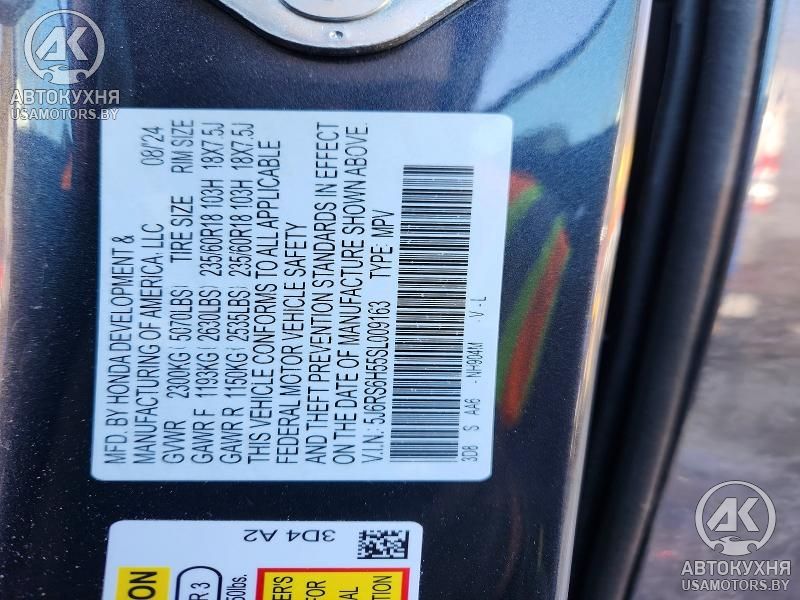 AK
АВТОКУХНЯ
USAMOTORS.BY
MFD. BY HONDA DEVELOPMENT &
MANUFACTURING OF AMERICA, LLC 08/24
GVWR 2300KG(5070LBS) TIRE SIZE RIM SIZE
GAWR F 1193KG(2630LBS) 235/60R18 103H 18X7.5J
GAWR R 1150KG(2535LBS) 235/60R18 103H 18X7.5J
THIS VEHICLE CONFORMS TO ALL APPLICABLE
FEDERAL MOTOR VEHICLE SAFETY
AND THEFT PREVENTION STANDARDS IN EFFECT
ON THE DATE OF MANUFACTURE SHOWN ABOVE.
V.I.N: 5J6RS6H55SL009163 TYPE: MPV
3D8 S AA6 -NH904M -V-L
3D4 A2
R 3
AK
АВТОКУХНЯ
USAMOTORS.BY